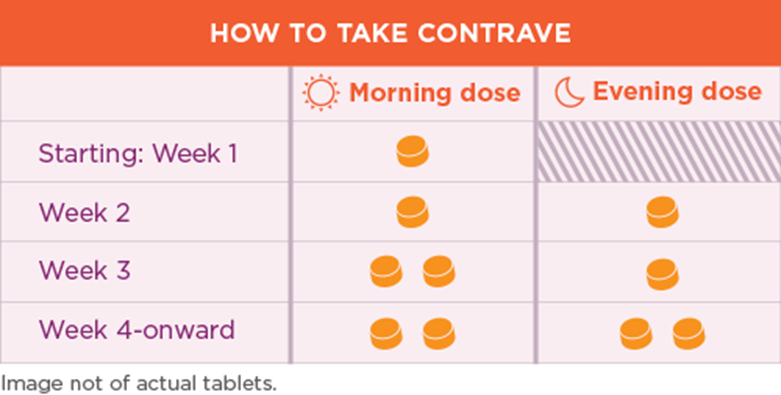 HOW TO TAKE CONTRAVE
Morning dose Evening dose
Starting: Week 1
Week 2
Week 3
Week 4-onward
Image not of actual tablets.